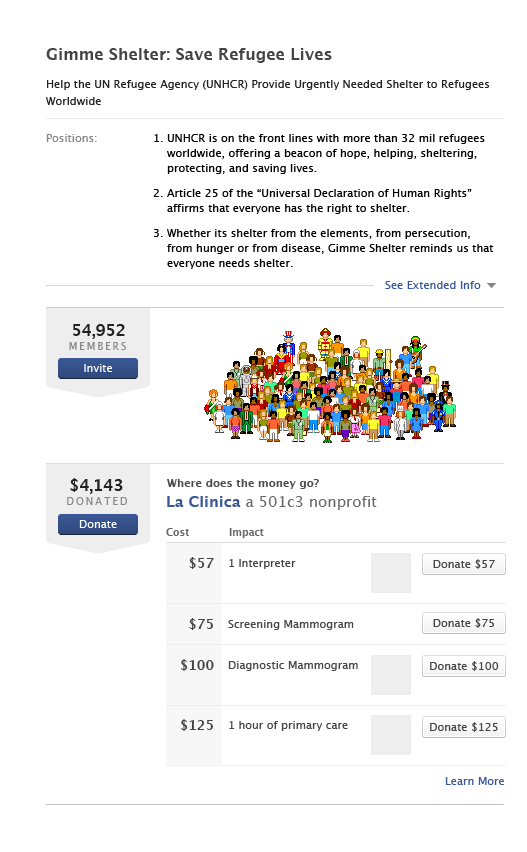 Gimme Shelter: Save Refugee Lives
Help the UN Refugee Agency (UNHCR) Provide Urgently Needed Shelter to Refugees
Worldwide
Positions:
1. UNHCR is on the front lines with more than 32 mil refugees
worldwide, offering a beacon of hope, helping, sheltering,
protecting, and saving lives.
2. Article 25 of the “Universal Declaration of Human Rights”
affirms that everyone has the right to shelter.
3. Whether its shelter from the elements, from persecution,
from hunger or from disease, Gimme Shelter reminds us that
everyone needs shelter.
See Extended Info
54,952
MEMBERS
Invite
$4,143
DONATED
Donate
Where does the money go?
La Clinica a 501c3 nonprofit
Cost Impact
$57 1 Interpreter Donate $57
$75 Screening Mammogram Donate $75
$100 Diagnostic Mammogram Donate $100
$125 1 hour of primary care Donate $125
Learn More